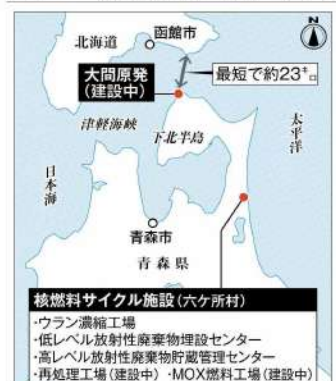 北海道
函館市
N
大間原発
(建設中)
最短で約23㌔
津軽海峡
下北半島
太平洋
日本海
青森市
青森県
核燃料サイクル施設(六ケ所村)
・ウラン濃縮工場
・低レベル放射性廃棄物埋設センター
・高レベル放射性廃棄物貯蔵管理センター
・再処理工場(建設中)・MOX燃料工場(建設中)